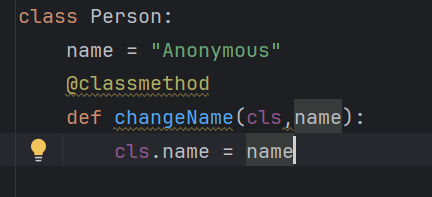 class Person:
    name = "Anonymous"
    @classmethod
    def changeName(cls,name):
        cls.name = name